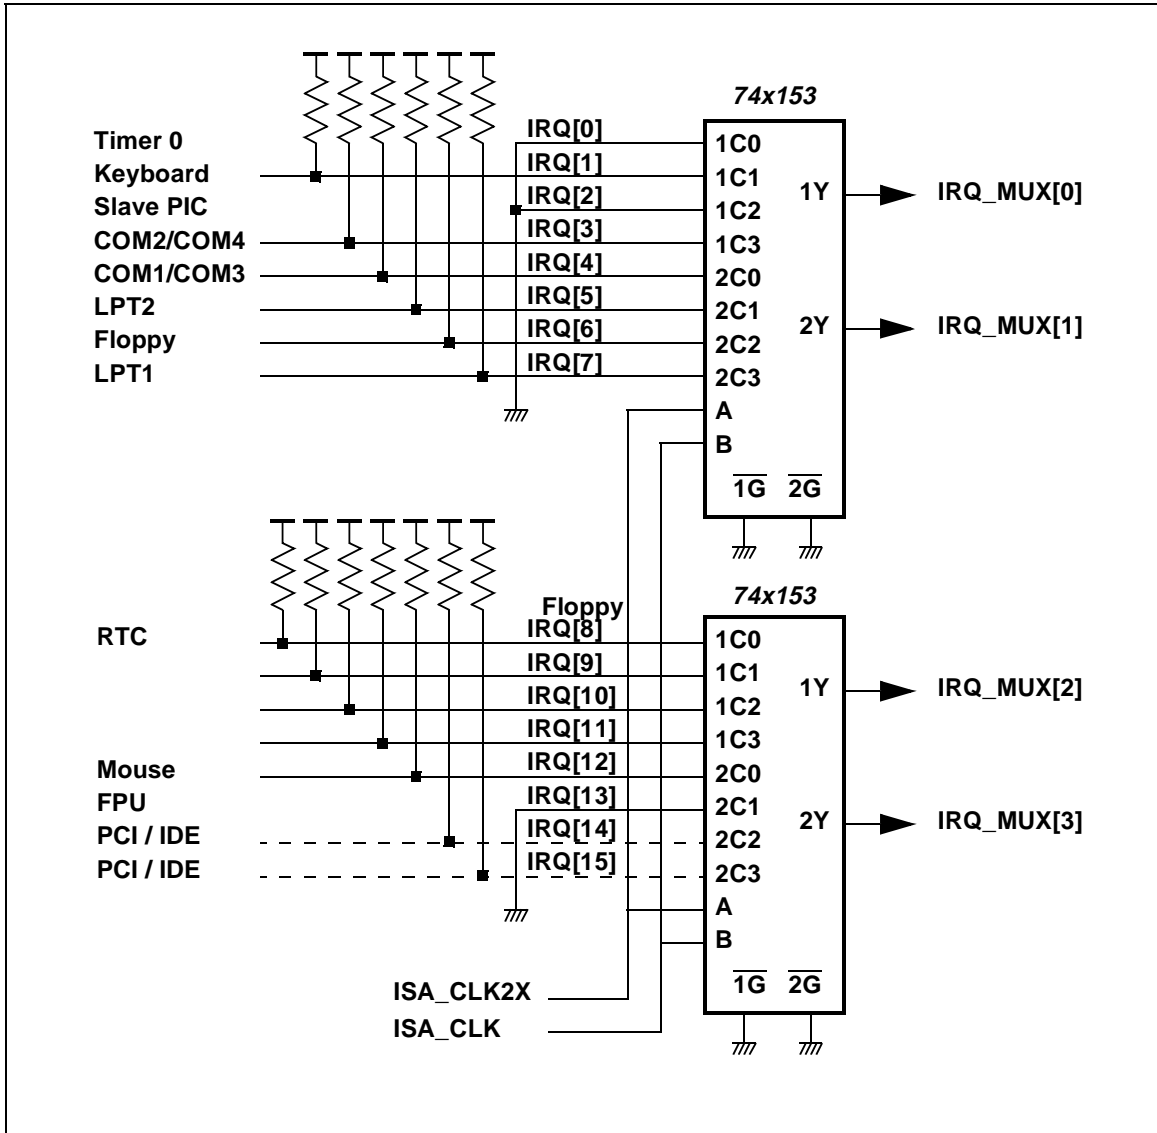 74x153
Timer 0 IRQ[0] 1C0
Keyboard IRQ[1] 1C1
1Y IRQ_MUX[0]
Slave PIC IRQ[2] 1C2
COM2/COM4 IRQ[3] 1C3
COM1/COM3 IRQ[4] 2C0
LPT2 IRQ[5] 2C1
2Y IRQ_MUX[1]
Floppy IRQ[6] 2C2
LPT1 IRQ[7] 2C3
A
B
1G 2G
74x153
Floppy
RTC IRQ[8] 1C0
IRQ[9] 1C1
1Y IRQ_MUX[2]
IRQ[10] 1C2
IRQ[11] 1C3
Mouse IRQ[12] 2C0
FPU IRQ[13] 2C1
2Y IRQ_MUX[3]
PCI / IDE IRQ[14] 2C2
PCI / IDE IRQ[15] 2C3
A
B
1G 2G
ISA_CLK2X
ISA_CLK